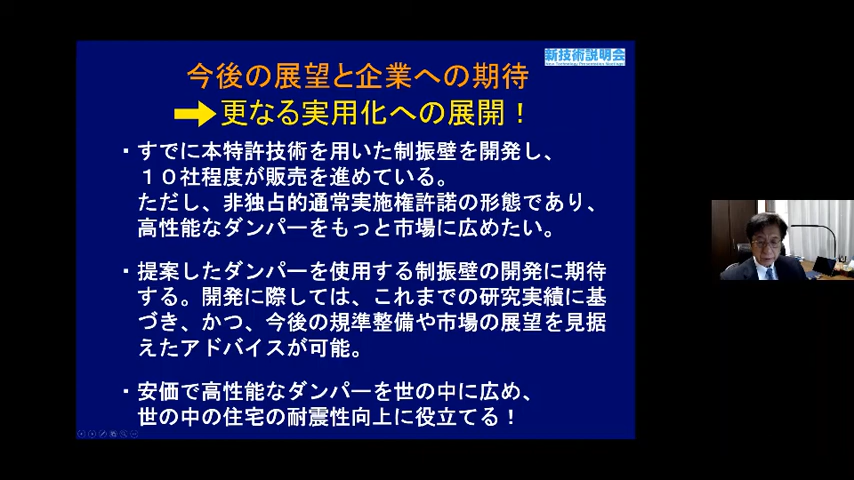 新技術説明会
New Technology Presentation Meetings!
今後の展望と企業への期待
➡更なる実用化への展開！
・すでに本特許技術を用いた制振壁を開発し、
１０社程度が販売を進めている。
ただし、非独占的通常実施権許諾の形態であり、
高性能なダンパーをもっと市場に広めたい。
・提案したダンパーを使用する制振壁の開発に期待
する。開発に際しては、これまでの研究実績に基
づき、かつ、今後の規準整備や市場の展望を見据
えたアドバイスが可能。
・安価で高性能なダンパーを世の中に広め、
世の中の住宅の耐震性向上に役立てる！